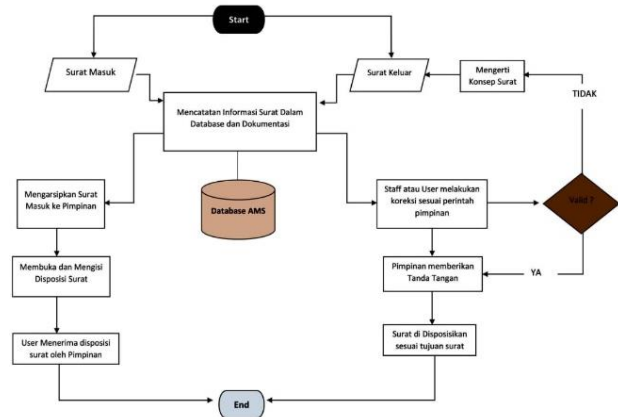 Start
Surat Masuk
Surat Keluar
Mengerti
Konsep Surat
TIDAK
Mencatatan Informasi Surat Dalam
Database dan Dokumentasi
Mengarsipkan Surat
Masuk ke Pimpinan
Database AMS
Staff atau User melakukan
koreksi sesuai perintah
pimpinan
Valid ?
Membuka dan Mengisi
Disposisi Surat
Pimpinan memberikan
Tanda Tangan
YA
User Menerima disposisi
surat oleh Pimpinan
Surat di Disposisikan
sesuai tujuan surat
End